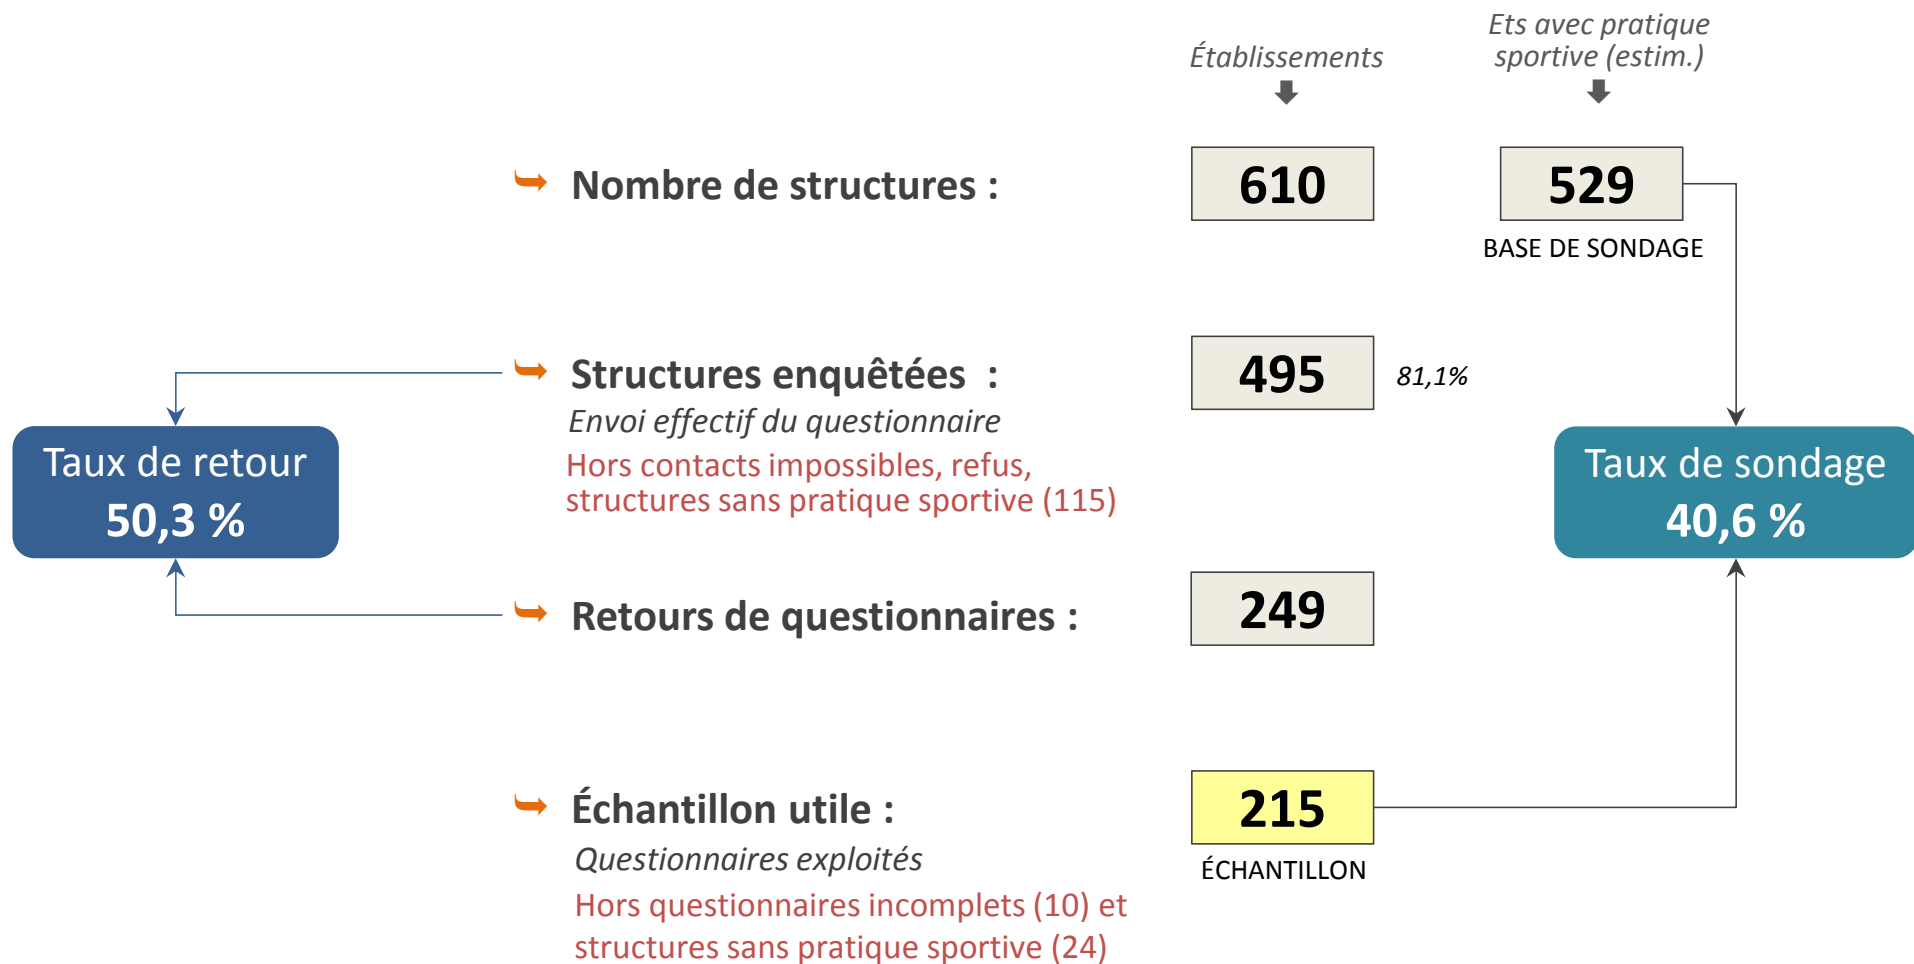 Établissements
Ets avec pratique
sportive (estim.)
Nombre de structures :
610
529
BASE DE SONDAGE
Structures enquêtées  :
495
81,1%
Envoi effectif du questionnaire
Hors contacts impossibles, refus,
structures sans pratique sportive (115)
Taux de retour
50,3 %
Taux de sondage
40,6 %
Retours de questionnaires :
249
Échantillon utile :
215
Questionnaires exploités
ÉCHANTILLON
Hors questionnaires incomplets (10) et
structures sans pratique sportive (24)